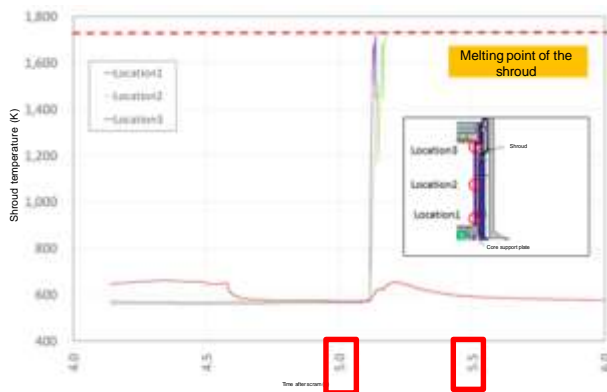 1,800
1,600
1,400
1,200
1,000
800
600
400
Shroud temperature (K)
Location1
Location2
Location3
Melting point of the
shroud
Location3
Shroud
Location2
Location1
Core support plate
4.0
4.5
5.0
5.5
6.0
Time after scram